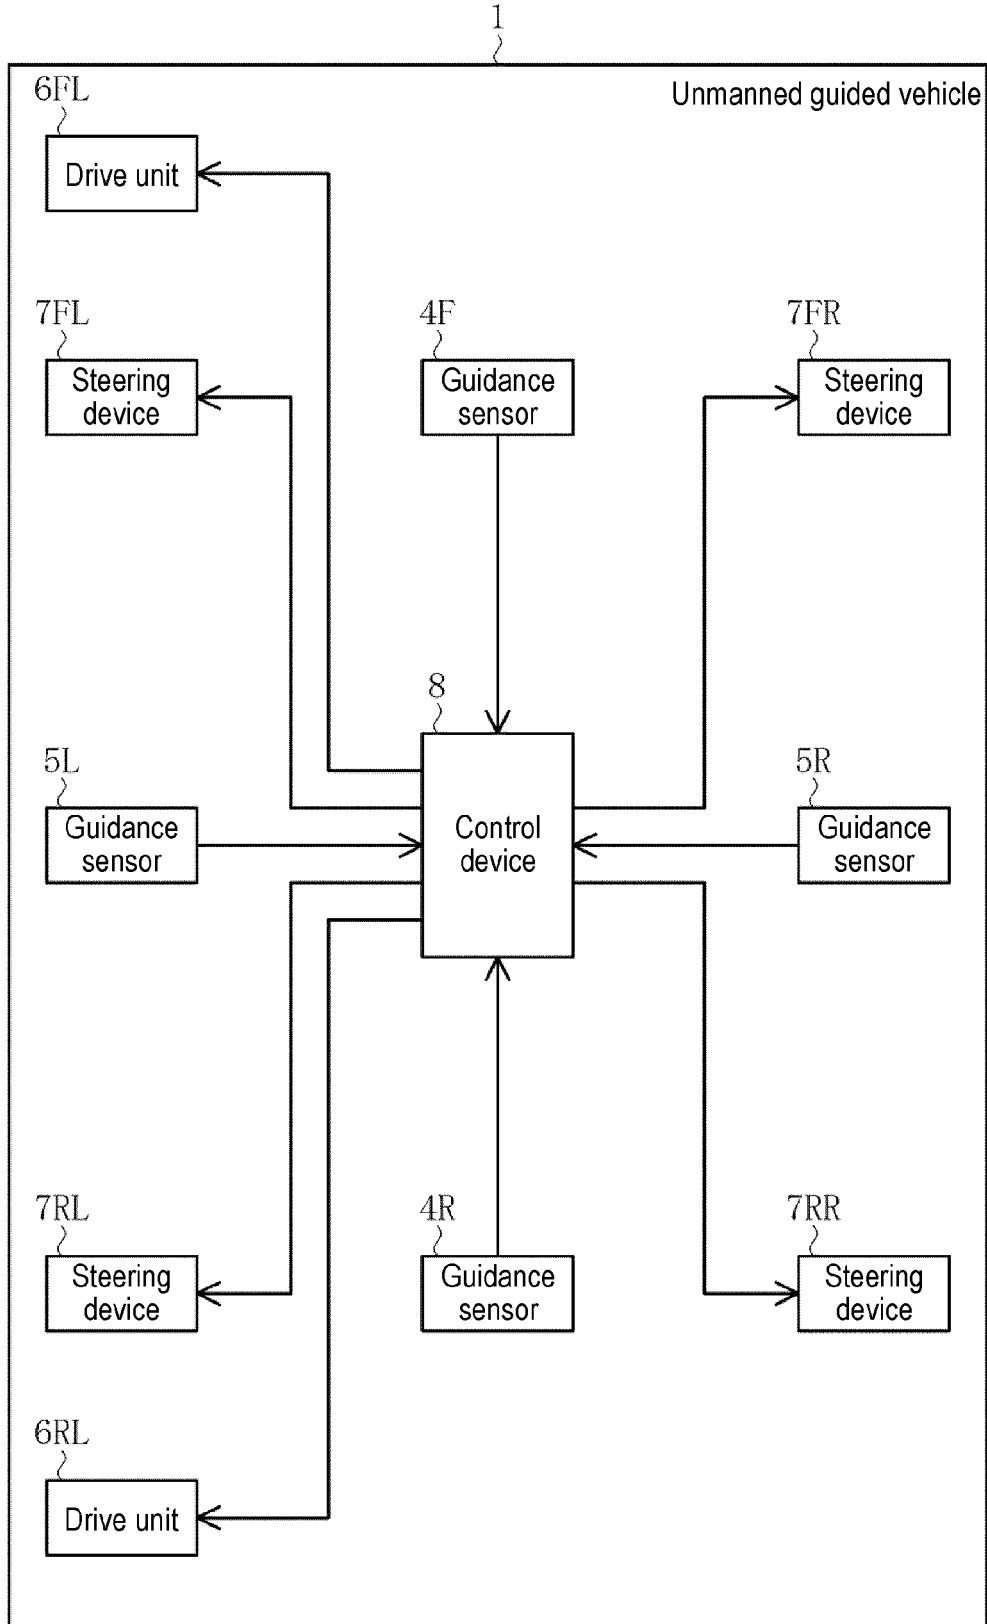 1
Unmanned guided vehicle
6FL
Drive unit
7FL
Steering
device
4F
Guidance
sensor
7FR
Steering
device
8
Control
device
5L
Guidance
sensor
5R
Guidance
sensor
7RL
Steering
device
4R
Guidance
sensor
7RR
Steering
device
6RL
Drive unit